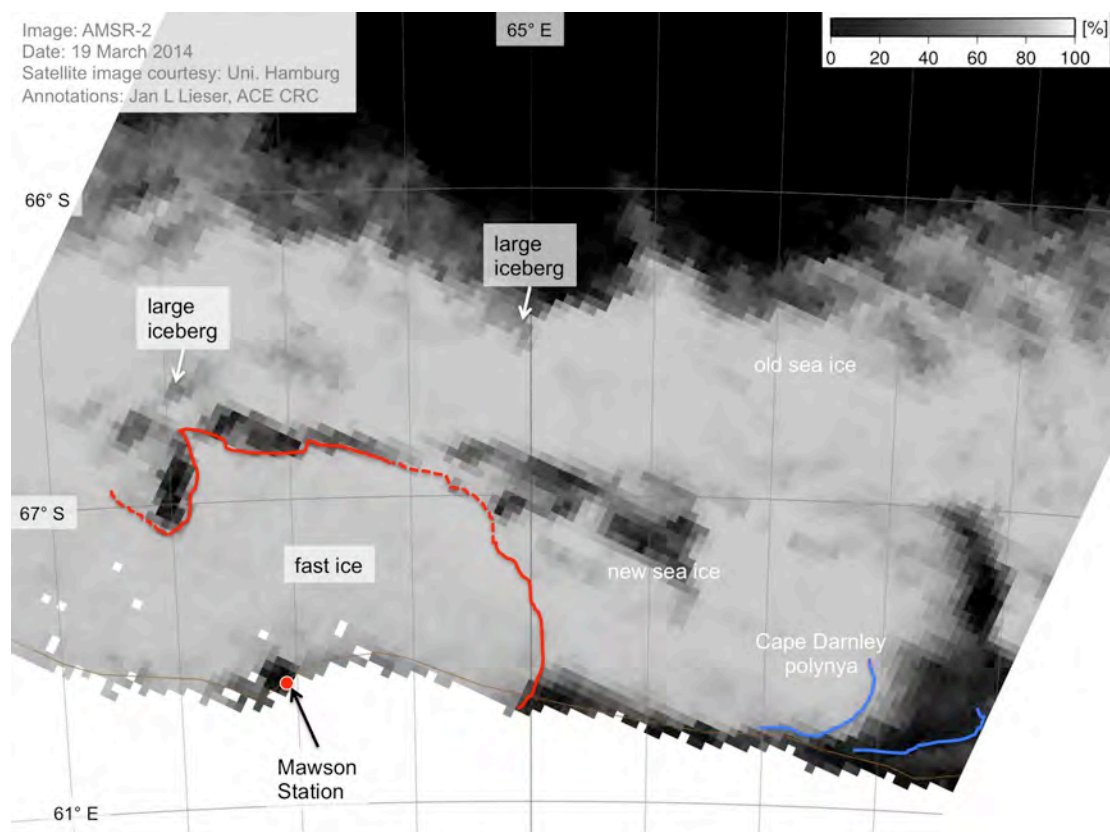 Image: AMSR-2
Date: 19 March 2014
Satellite image courtesy: Uni. Hamburg
Annotations: Jan L Lieser, ACE CRC
65° E
[%]
0 20 40 60 80 100
66° S
large
iceberg
large
iceberg
old sea ice
67° S
fast ice
new sea ice
Cape Darnley
polynya
Mawson
Station
61° E